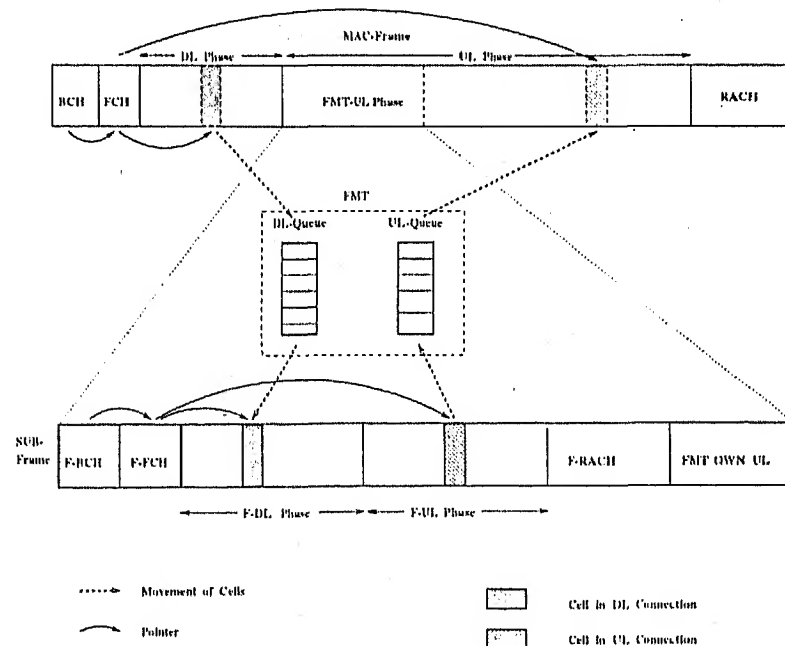 MAC-Frame
DL Phase
UL Phase
BCH
FCH
FMT-UL Phase
RACH
FMT
DL-Queue
UL-Queue
SUB-
Frame
F-BCH
F-FCH
F-RACH
FMT OWN UL
F-DL Phase
F-UL Phase
Movement of Cells
Cell in DL Connection
Pointer
Cell in UL Connection